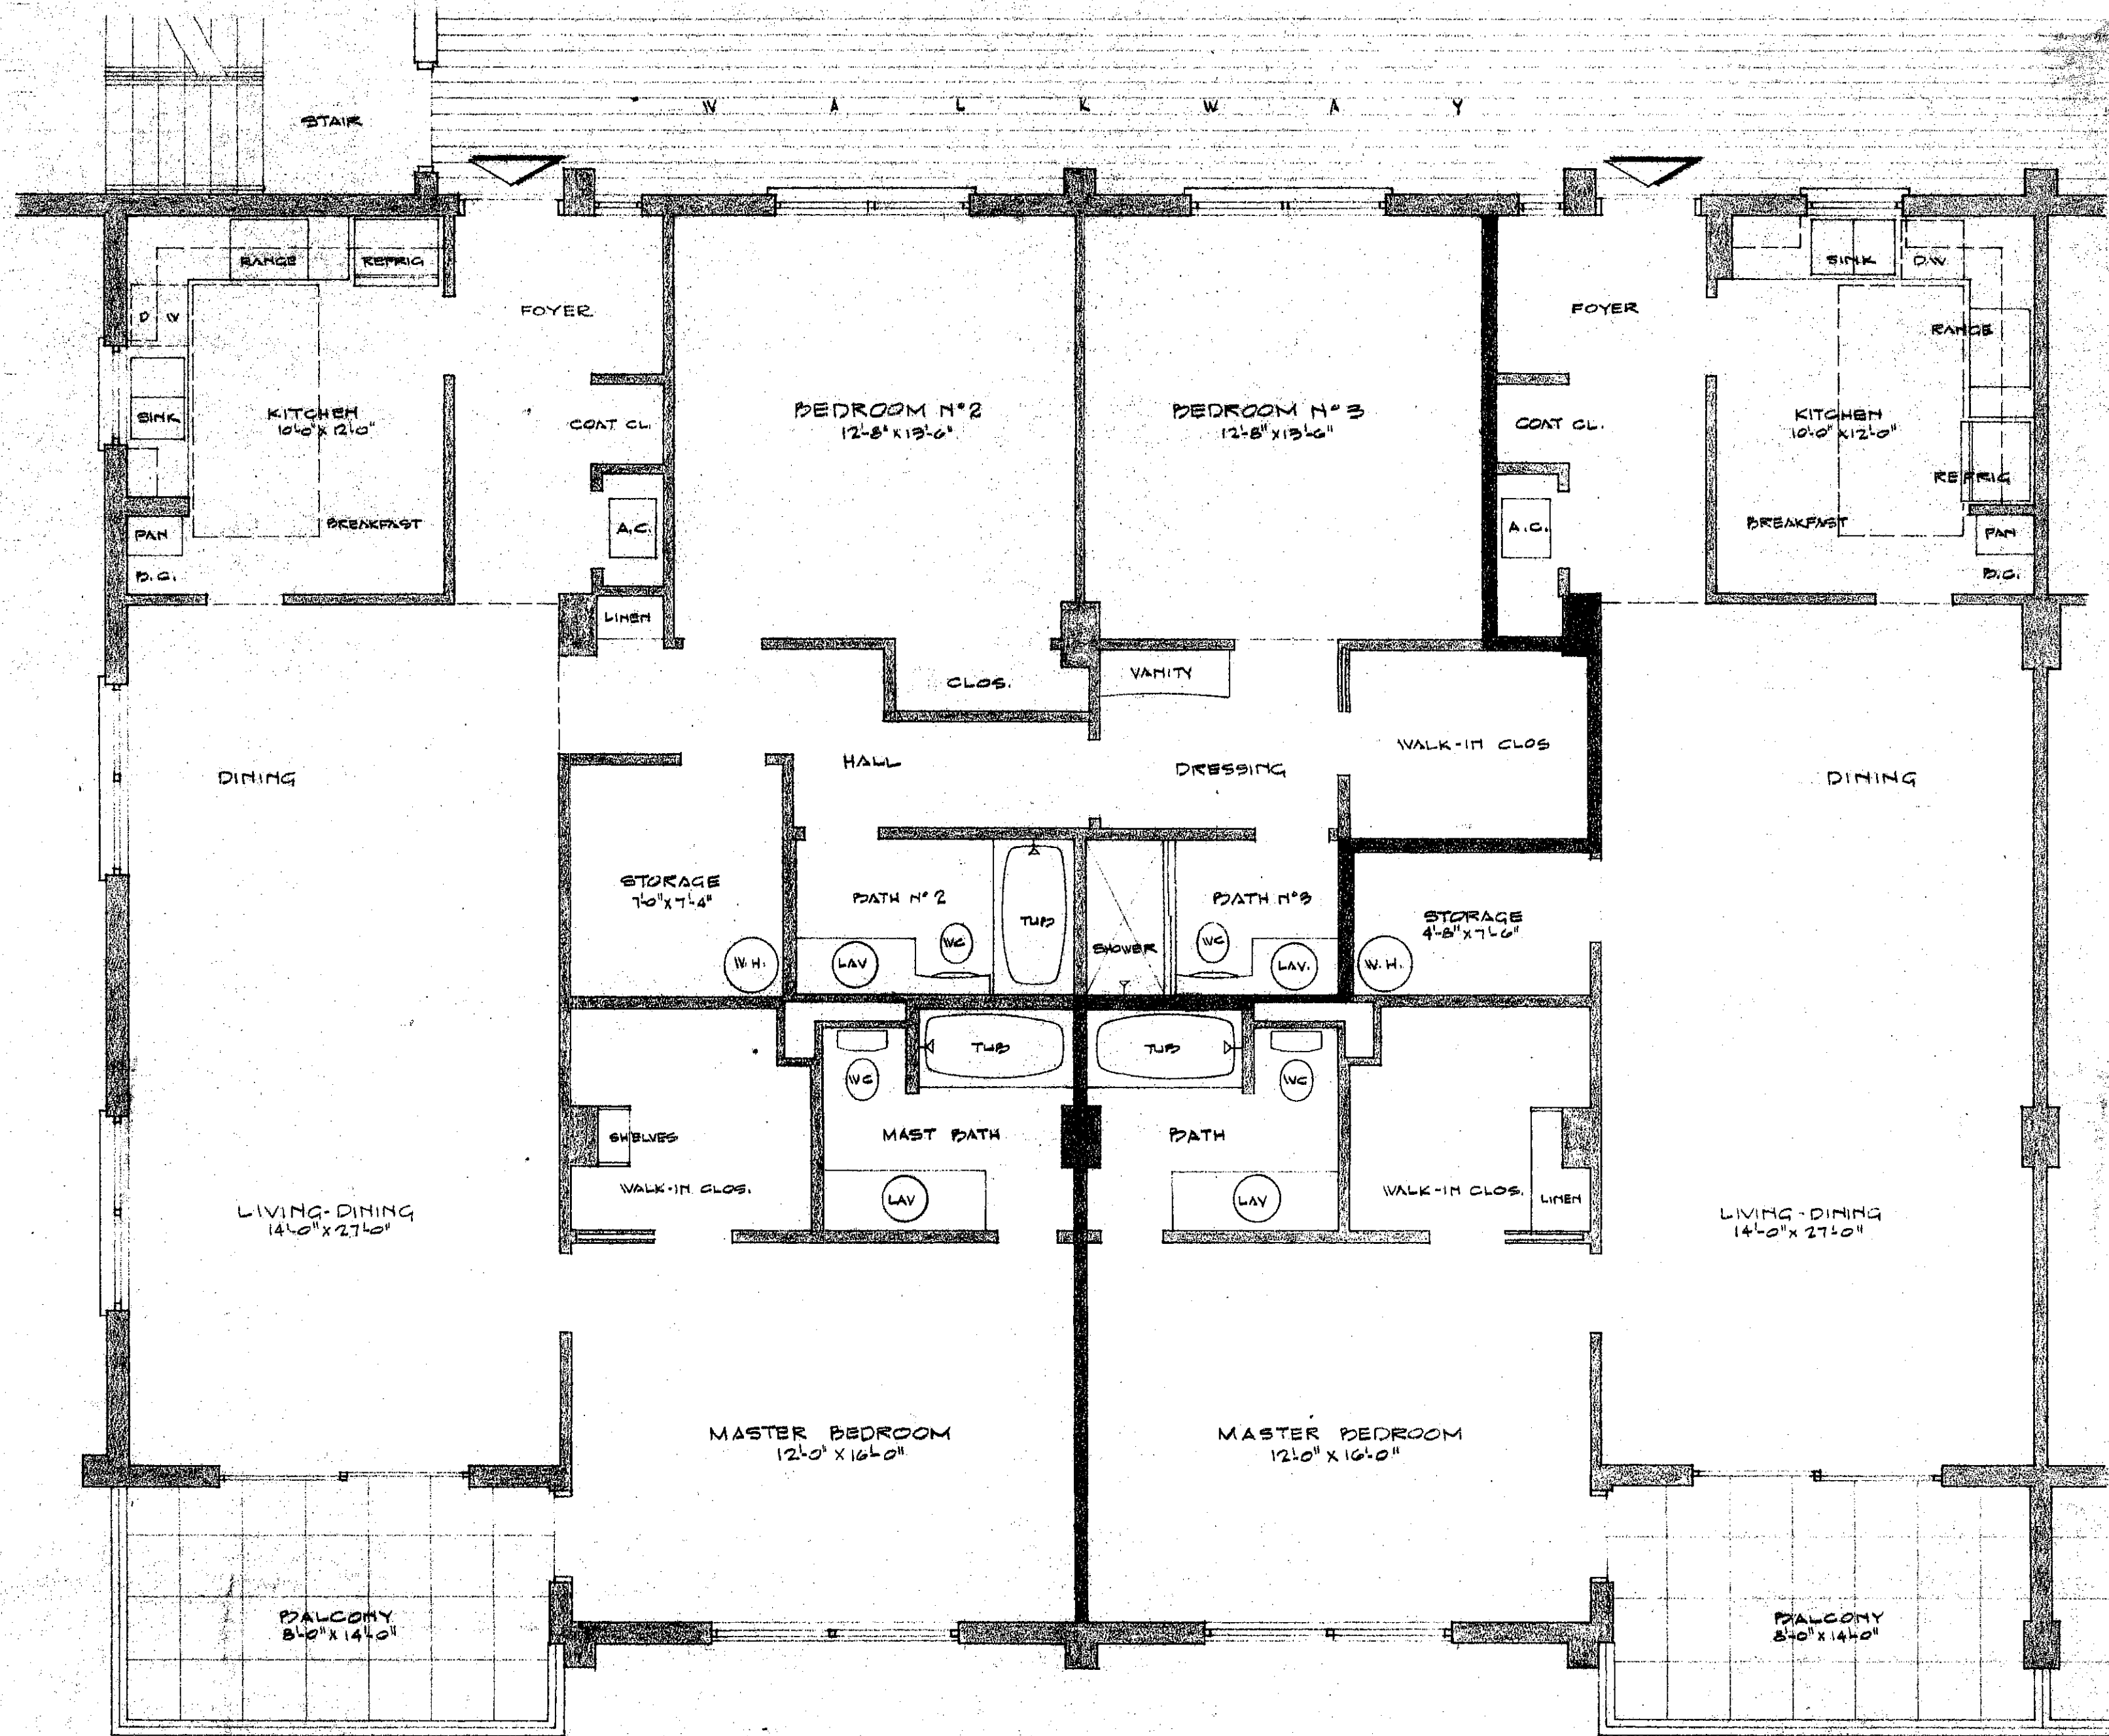 STAIR
W A L K W A Y
RANGE
REFRIG
SINK
D.W
D W
FOYER
FOYER
RANGE
SINK
KITCHEN
10'-0" X 12'-0"
COAT CL.
BEDROOM Nº2
12'-8" X 13'-6"
BEDROOM Nº3
12'-8" X 13'-6"
COAT CL.
KITCHEN
10'-0" X 12'-0"
REFRIG
BREAKFAST
A.C.
A.C.
BREAKFAST
PAN
PAN
B.C.
B.C.
LINEN
CLOS.
VANITY
DINING
HALL
DRESSING
WALK-IN CLOS
DINING
STORAGE
7'-0" X 7'-4"
BATH Nº 2
TUB
SHOWER
BATH Nº3
STORAGE
4'-8" X 7'-6"
W.H.
LAV
WC
WC
LAV.
W.H.
TUB
TUB
WC
WC
SHELVES
MAST BATH
BATH
WALK-IN CLOS.
LAV
LAV
WALK-IN CLOS.
LINEN
LIVING-DINING
14'-0" X 27'-0"
LIVING-DINING
14'-0" X 27'-0"
MASTER BEDROOM
12'-0" X 16'-0"
MASTER BEDROOM
12'-0" X 16'-0"
BALCONY
8'-0" X 14'-0"
BALCONY
8'-0" X 14'-0"